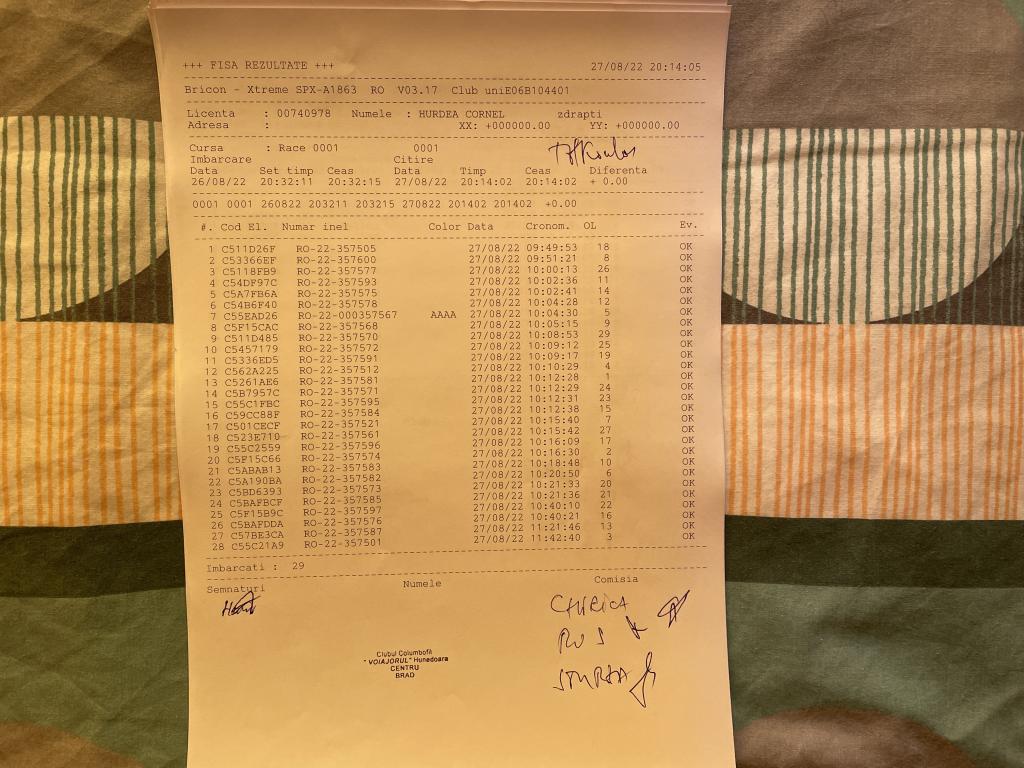 +++ FISA REZULTATE +++ 27/08/22 20:14:05
Bricon - Xtreme SPX-A1863 RO V03.17 Club uniE06B104401
Licenta : 00740978 Numele : HURDEA CORNEL zdrapti
Adresa : XX: +000000.00 YY: +000000.00
Cursa : Race 0001 0001
Imbarcare Citire
Data Set timp Ceas Data Timp Ceas Diferenta
26/08/22 20:32:11 20:32:15 27/08/22 20:14:02 20:14:02 + 0.00
0001 0001 260822 203211 203215 270822 201402 201402 +0.00
#. Cod El. Numar inel Color Data Cronom. OL Ev.
1 C511D26F RO-22-357505 27/08/22 09:49:53 18 OK
2 C53366EF RO-22-357600 27/08/22 09:51:21 8 OK
3 C5118FB9 RO-22-357577 27/08/22 10:00:13 26 OK
4 C54DF97C RO-22-357593 27/08/22 10:02:36 11 OK
5 C5A7FB6A RO-22-357575 27/08/22 10:02:41 14 OK
6 C54B6F40 RO-22-357578 27/08/22 10:04:28 12 OK
7 C55EAD26 RO-22-000357567 AAAA 27/08/22 10:04:30 5 OK
8 C5F15CAC RO-22-357568 27/08/22 10:05:15 9 OK
9 C511D485 RO-22-357570 27/08/22 10:08:53 29 OK
10 C5457179 RO-22-357572 27/08/22 10:09:12 25 OK
11 C5336ED5 RO-22-357591 27/08/22 10:09:17 19 OK
12 C562A225 RO-22-357512 27/08/22 10:10:29 4 OK
13 C5261AE6 RO-22-357581 27/08/22 10:12:28 1 OK
14 C5B7957C RO-22-357571 27/08/22 10:12:29 24 OK
15 C55C1FBC RO-22-357595 27/08/22 10:12:31 23 OK
16 C59CC88F RO-22-357584 27/08/22 10:12:38 15 OK
17 C501CECF RO-22-357521 27/08/22 10:15:40 7 OK
18 C523E710 RO-22-357561 27/08/22 10:15:42 27 OK
19 C55C2559 RO-22-357596 27/08/22 10:16:09 17 OK
20 C5F15C66 RO-22-357574 27/08/22 10:16:30 2 OK
21 C5ABAB13 RO-22-357583 27/08/22 10:18:48 10 OK
22 C5A190BA RO-22-357582 27/08/22 10:20:50 6 OK
23 C5BD6393 RO-22-357573 27/08/22 10:21:33 20 OK
24 C5BAFBCF RO-22-357585 27/08/22 10:21:36 21 OK
25 C5F15B9C RO-22-357597 27/08/22 10:40:10 22 OK
26 C5BAFDDA RO-22-357576 27/08/22 10:40:21 16 OK
27 C57BE3CA RO-22-357587 27/08/22 11:21:46 13 OK
28 C55C21A9 RO-22-357501 27/08/22 11:42:40 3 OK
Imbarcati : 29
Semnaturi Numele Comisia
RUS
Clubul Columbofil
"VOIAJORUL" Hunedoara
CENTRU
BRAD